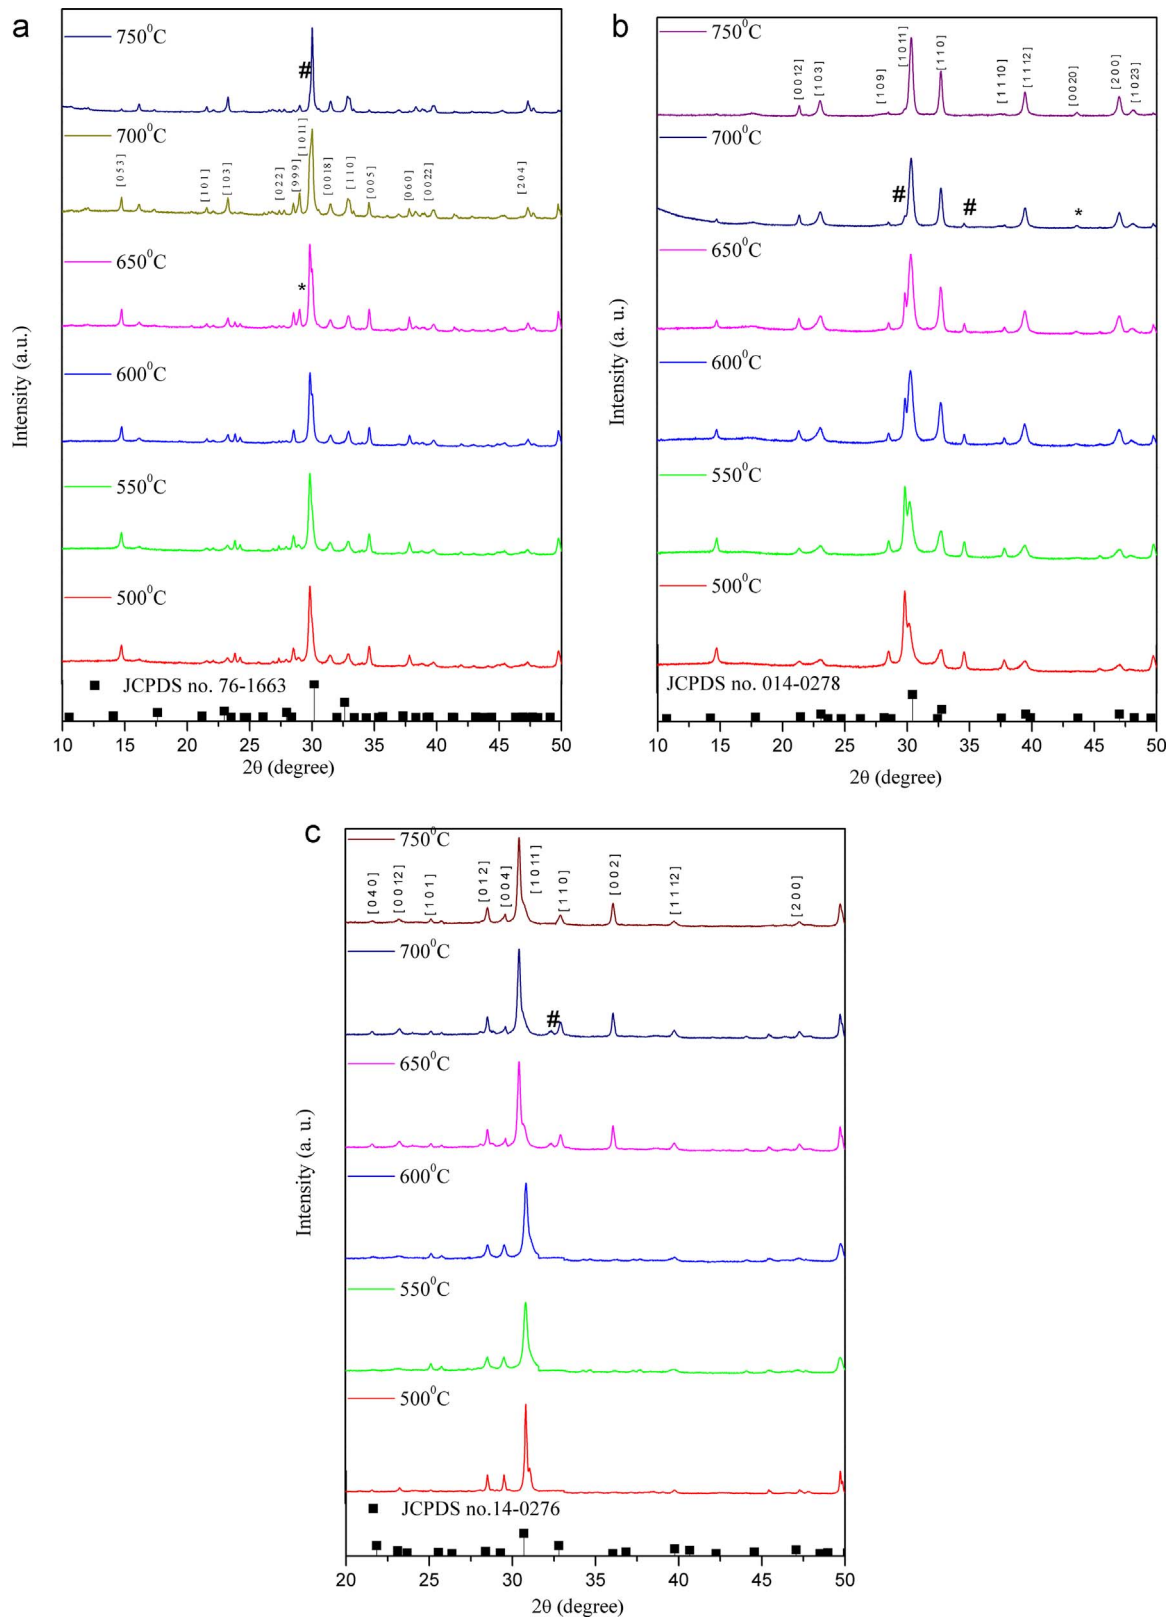 a
750⁰C
#
700⁰C
[053]
[101]
[103]
[022]
[999]
[1011]
[0018]
[110]
[005]
[060]
[0022]
[204]
650⁰C
*
600⁰C
550⁰C
500⁰C
JCPDS no. 76-1663
10 15 20 25 30 35 40 45 50
2θ (degree)
Intensity (a.u.)
b
750⁰C
[0012]
[103]
[109]
[1011]
[110]
[1110]
[1112]
[0020]
[200]
[1023]
700⁰C
#
#
*
650⁰C
600⁰C
550⁰C
500⁰C
JCPDS no. 014-0278
10 15 20 25 30 35 40 45 50
2θ (degree)
Intensity (a. u.)
c
750⁰C
[040]
[0012]
[101]
[012]
[004]
[1011]
[110]
[002]
[1112]
[200]
700⁰C
#
650⁰C
600⁰C
550⁰C
500⁰C
JCPDS no.14-0276
20 25 30 35 40 45 50
2θ (degree)
Intensity (a. u.)